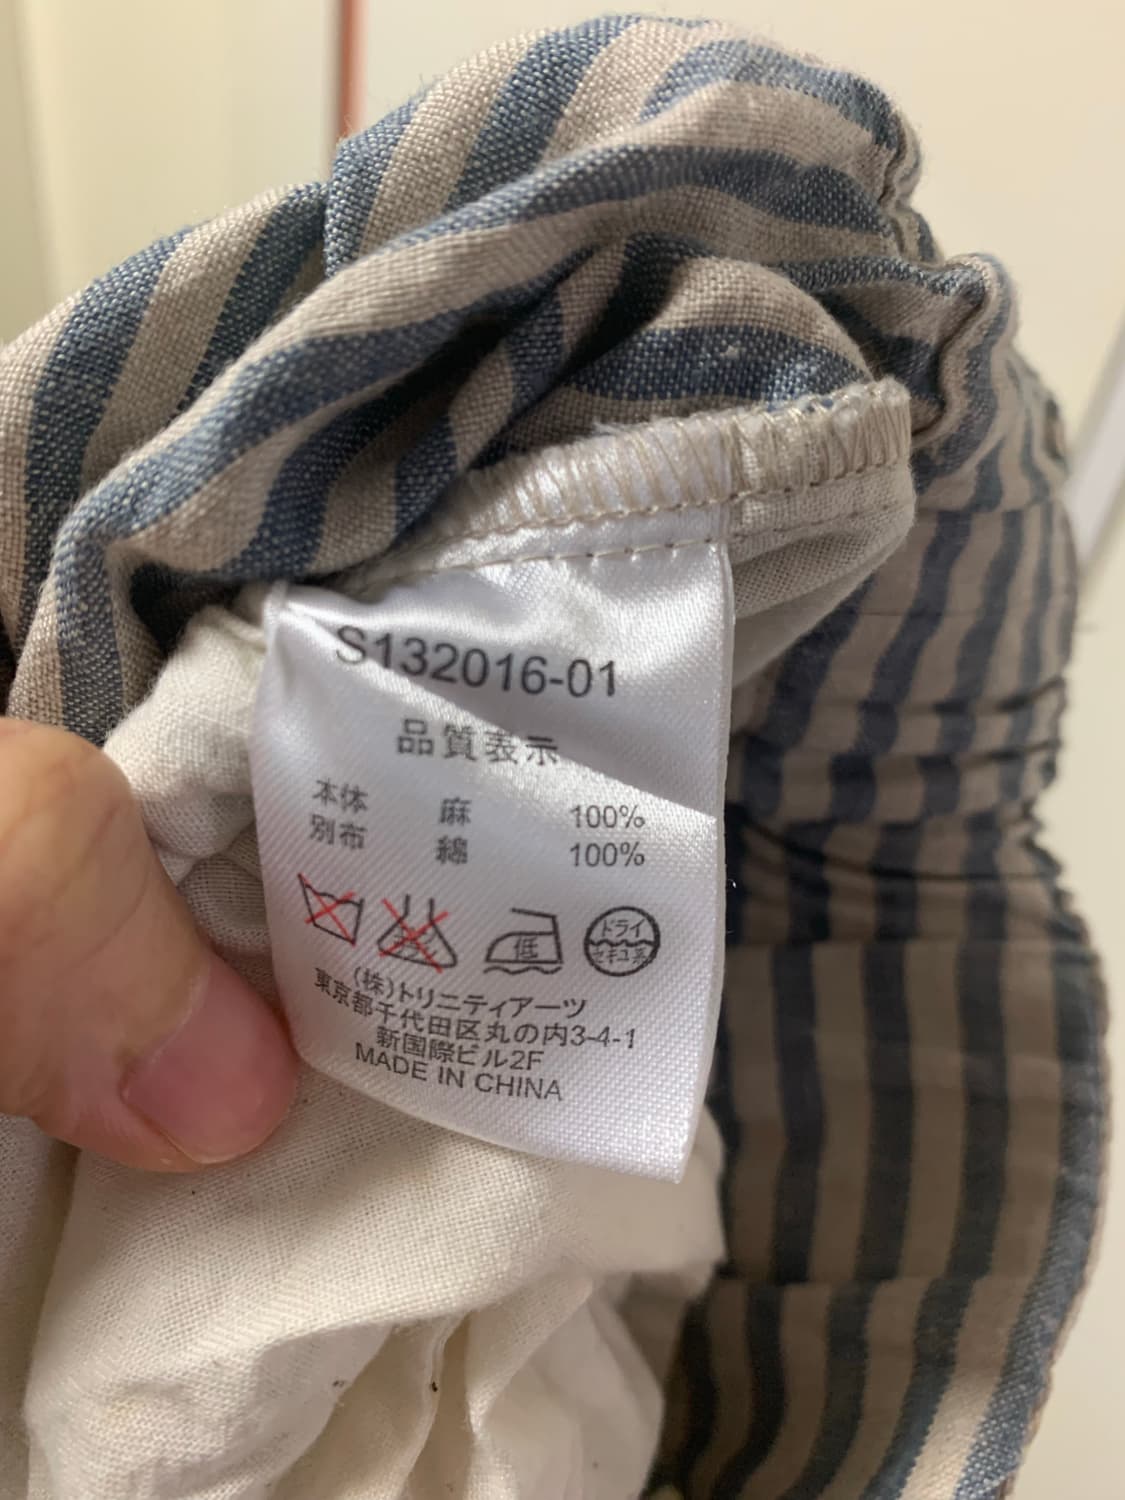 S132016-01
品質表示
本体 麻 100%
別布 綿 100%
低
ドライ
セキユ系
(株)トリニティアーツ
東京都千代田区丸の内3-4-1
新国際ビル2F
MADE IN CHINA